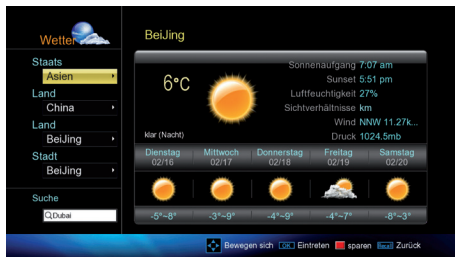 Wetter
Staats
Asien
Land
China
Land
BeiJing
Stadt
BeiJing
Suche
Dubai
BeiJing
6°C
klar (Nacht)
Sonnenaufgang 7:07 am
Sunset 5:51 pm
Luftfeuchtigkeit 27%
Sichtverhältnisse km
Wind NNW 11.27k...
Druck 1024.5mb
Dienstag Mittwoch Donnerstag Freitag Samstag
02/16 02/17 02/18 02/19 02/20
-5°~8° -3°~9° -4°~9° -4°~7° -8°~3°
Bewegen sich OK Eintreten sparen Recall Zurück